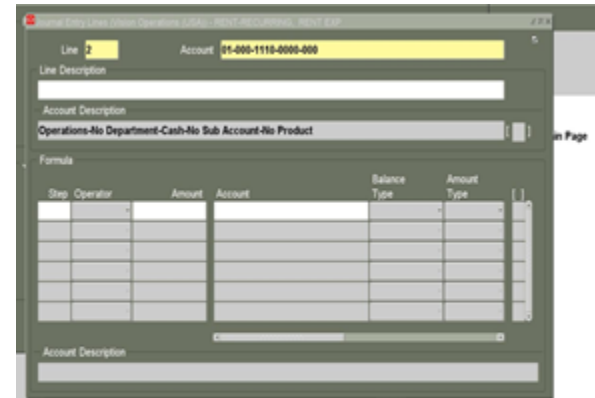 Journal Entry Lines (Vision Operations (USA)) - RENT-RECURRING, RENT EXP
Line 2 Account 01-000-1110-0000-000
Line Description
Account Description
Operations-No Department-Cash-No Sub Account-No Product [ ]
in Page
Formula
Balance Amount
Step Operator Amount Account Type Type [ ]
Account Description